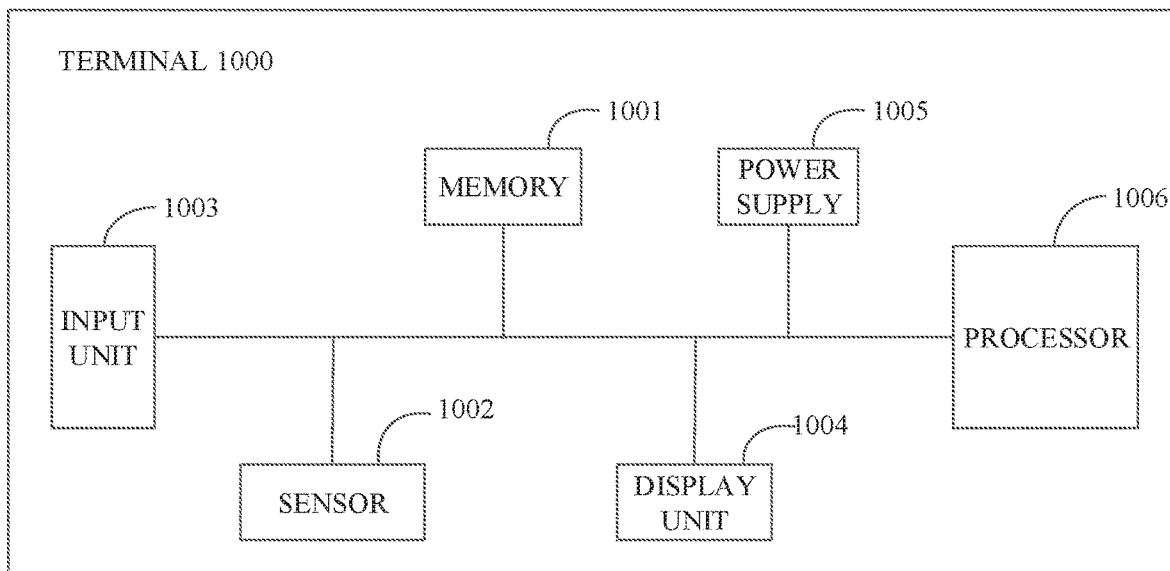 TERMINAL 1000
1001
1005
MEMORY
POWER
SUPPLY
1003
1006
INPUT
UNIT
PROCESSOR
1002
1004
SENSOR
DISPLAY
UNIT